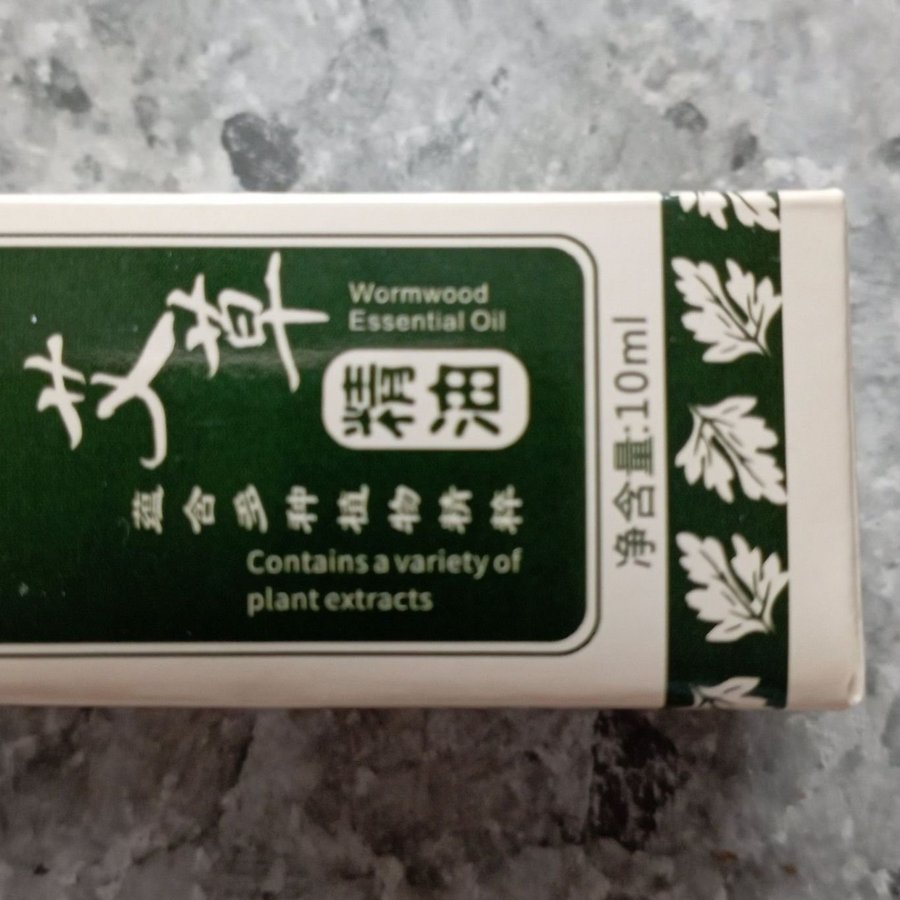 艾草
Wormwood
Essential Oil
精油
蕴含多种植物精粹
Contains a variety of
plant extracts
净含量:10ml